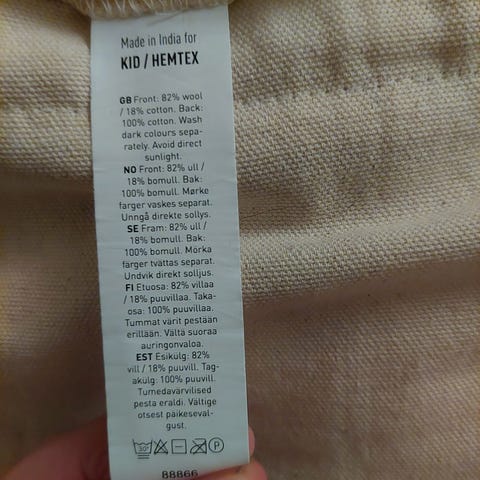 Made in India for
KID / HEMTEX
GB Front: 82% wool
/ 18% cotton. Back:
100% cotton. Wash
dark colours sepa-
rately. Avoid direct
sunlight.
NO Front: 82% ull /
18% bomull. Bak:
100% bomull. Mørke
farger vaskes separat.
Unngå direkte sollys.
SE Fram: 82% ull /
18% bomull. Bak:
100% bomull. Mörka
färger tvättas separat.
Undvik direkt solljus.
FI Etuosa: 82% villaa
/ 18% puuvillaa. Taka-
osa: 100% puuvillaa.
Tummat värit pestään
erillään. Vältä suoraa
auringonvaloa.
EST Esikülg: 82%
vill / 18% puuvill. Tag-
akülg: 100% puuvill.
Tumedavärvilised
pesta eraldi. Vältige
otsest päikeseval-
gust.
30° P
88866